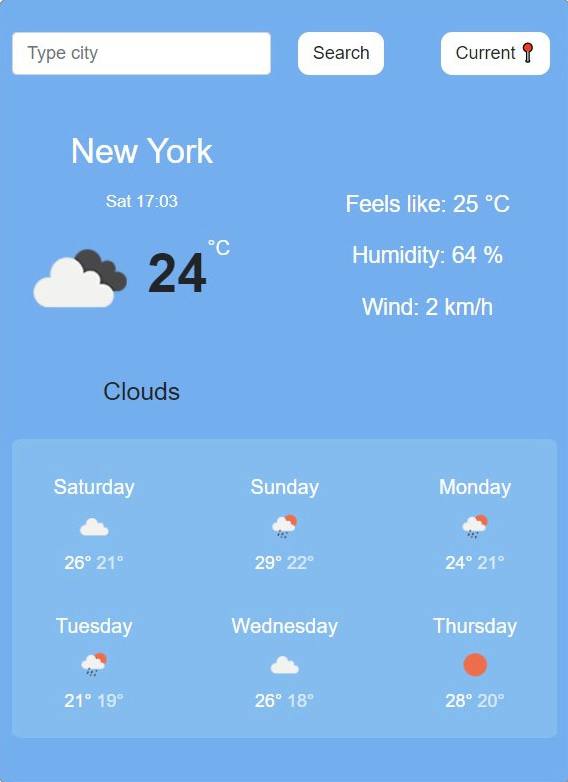 Type city
Search
Current
New York
Sat 17:03
24 °C
Feels like: 25 °C
Humidity: 64 %
Wind: 2 km/h
Clouds
Saturday Sunday Monday
26° 21° 29° 22° 24° 21°
Tuesday Wednesday Thursday
21° 19° 26° 18° 28° 20°